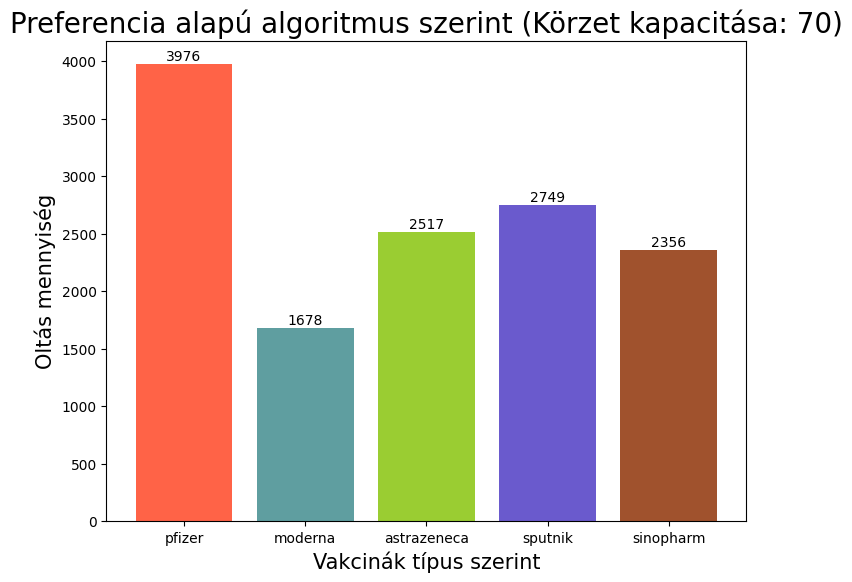 Preferencia alapú algoritmus szerint (Körzet kapacitása: 70)
Oltás mennyiség
4000
3500
3000
2500
2000
1500
1000
500
0
3976
1678
2517
2749
2356
pfizer
moderna
astrazeneca
sputnik
sinopharm
Vakcinák típus szerint